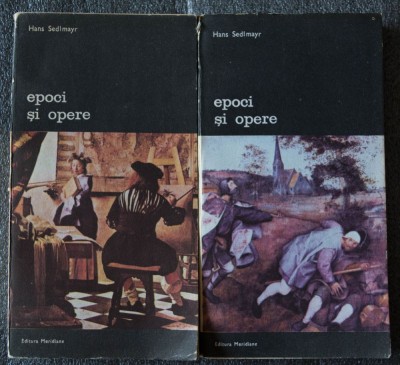 Hans Sedlmayr
epoci
și opere
Editura Meridiane
Hans Sedlmayr
epoci
și opere
Editura Meridiane